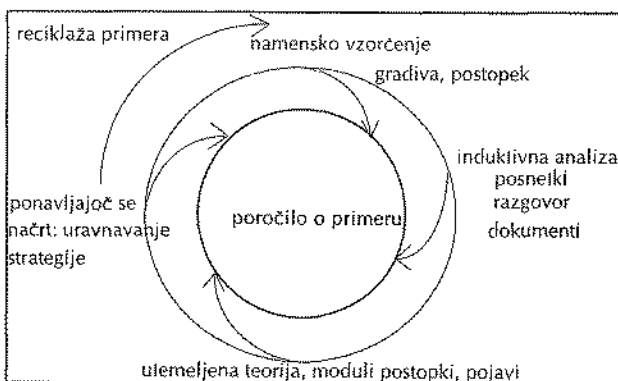 reciklaža primera
namensko vzorčenje
gradiva, postopek
induktivna analiza
posnetki
razgovor
dokumenti
ponavljajoč se
načrt: uravnavanje
strategije
poročilo o primeru
utemeljena teorija, moduli postopki, pojavi